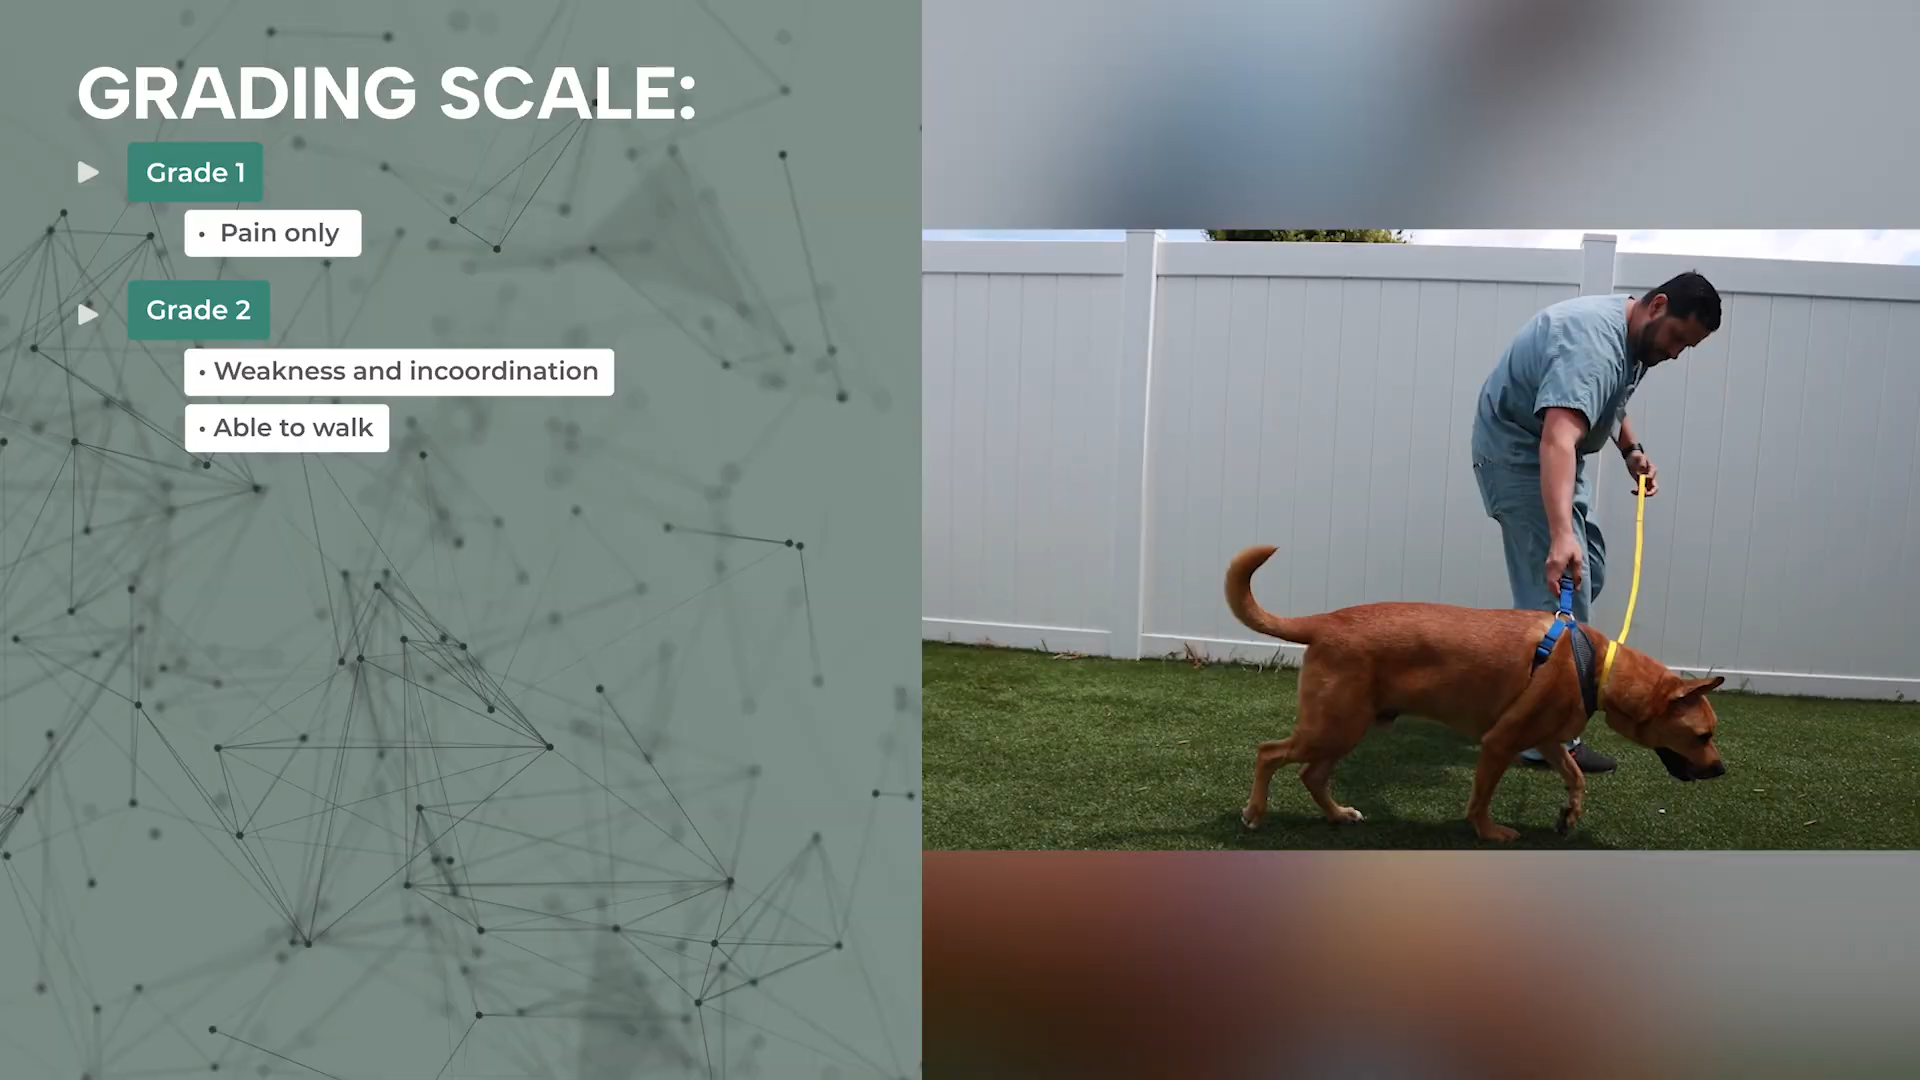 GRADING SCALE:
Grade 1
• Pain only
Grade 2
• Weakness and incoordination
• Able to walk